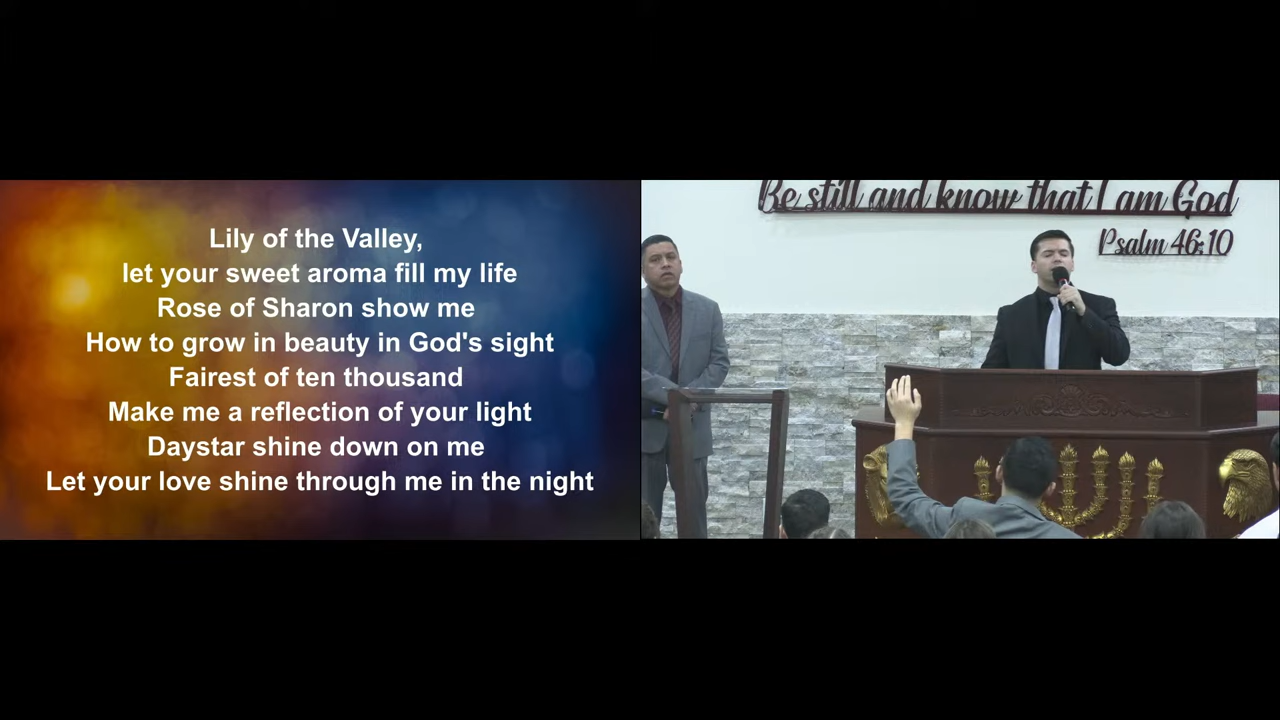 Lily of the Valley,
let your sweet aroma fill my life
Rose of Sharon show me
How to grow in beauty in God's sight
Fairest of ten thousand
Make me a reflection of your light
Daystar shine down on me
Let your love shine through me in the night
Be still and know that I am God
Psalm 46:10